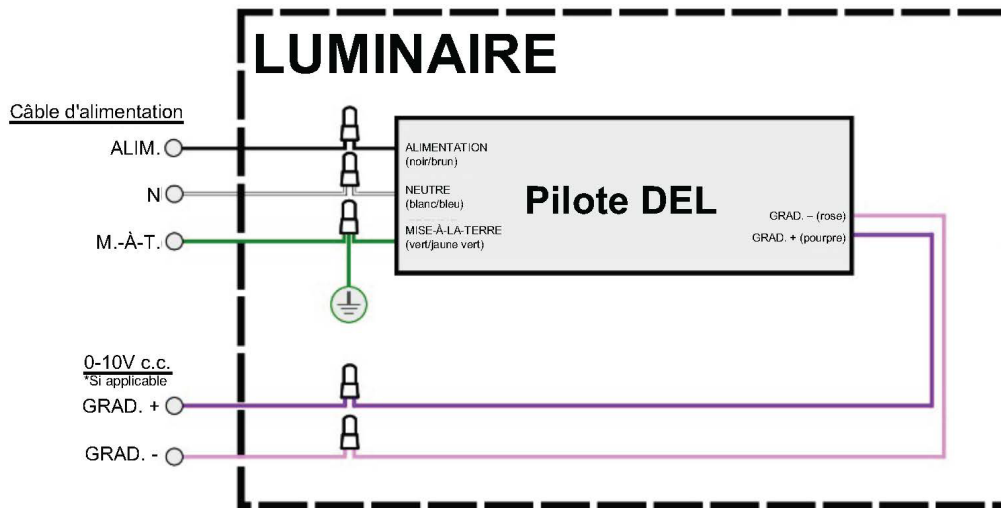 LUMINAIRE
Câble d'alimentation
ALIM.
N
M.-À-T.
ALIMENTATION
(noir/brun)
NEUTRE
(blanc/bleu)
MISE-À-LA-TERRE
(vert/jaune vert)
Pilote DEL
GRAD. – (rose)
GRAD. + (pourpre)
0-10V c.c.
*Si applicable
GRAD. +
GRAD. -